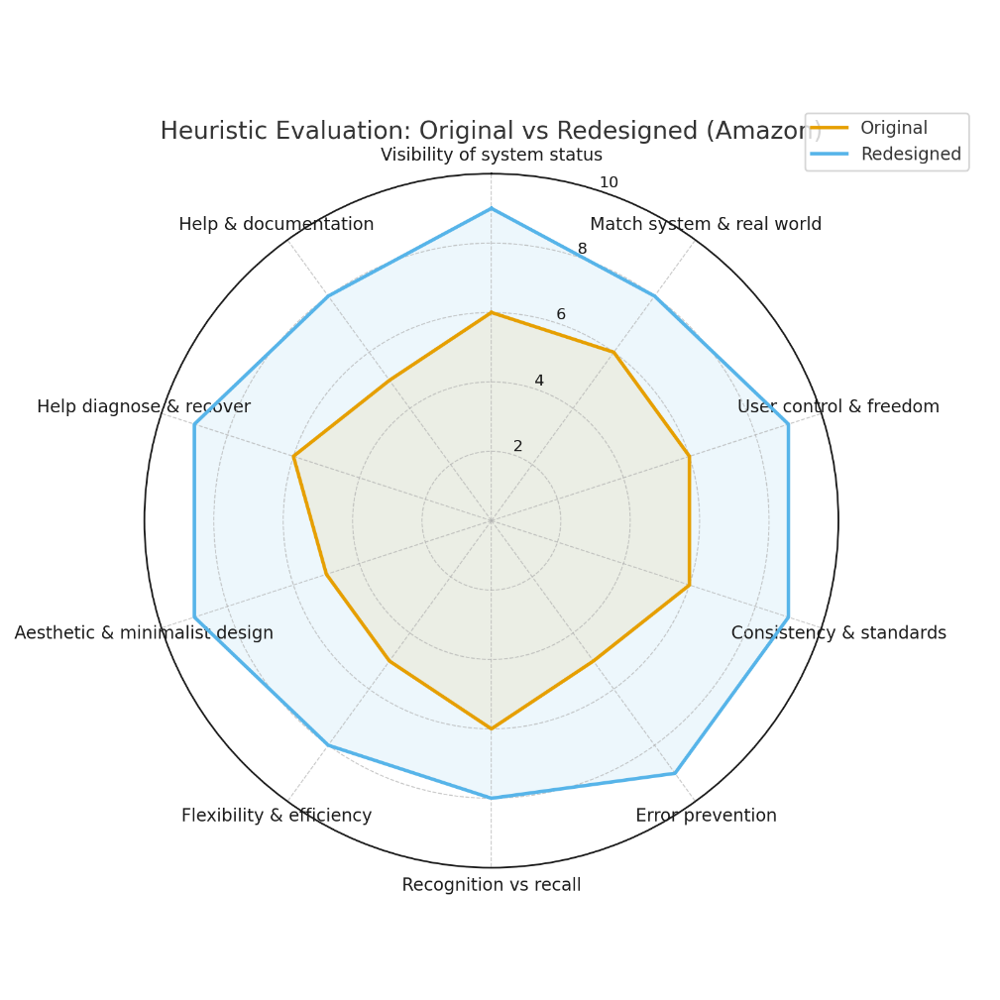 Heuristic Evaluation: Original vs Redesigned (Amazon)
Original
Redesigned
Visibility of system status
10
Help & documentation
Match system & real world
8
6
4
Help diagnose & recover
User control & freedom
2
Aesthetic & minimalist design
Consistency & standards
Flexibility & efficiency
Error prevention
Recognition vs recall